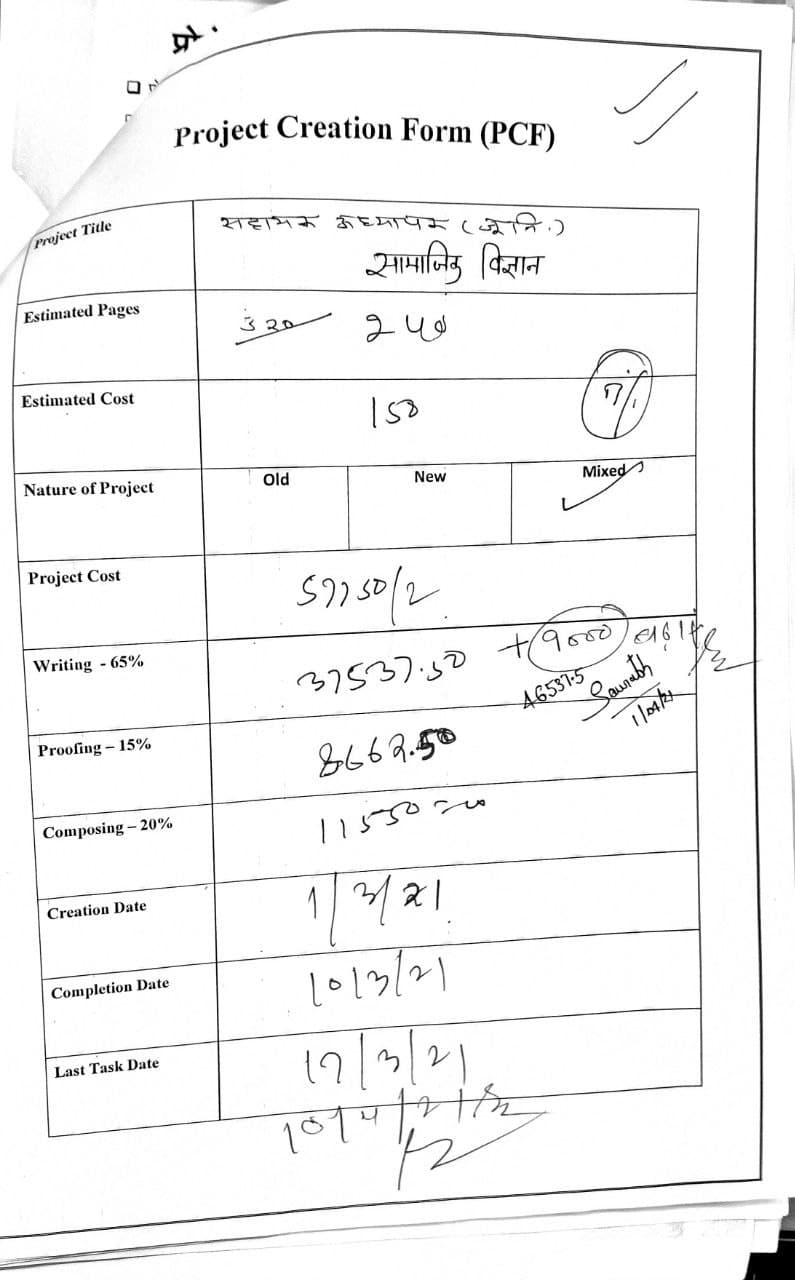 प्रो.
Project Creation Form (PCF)
Project Title
सहायक अध्यापक (जूनि.)
सामाजिक विज्ञान
Estimated Pages
320 240
Estimated Cost
150
Nature of Project
Old New Mixed
Project Cost
57750/
Writing - 65%
37537.50 + 9000
46537.5
Saurabh
1/04/21
Proofing – 15%
8662.50
Composing – 20%
11550=00
Creation Date
1/3/21
Completion Date
10/3/21
Last Task Date
17/3/21
10/4/21